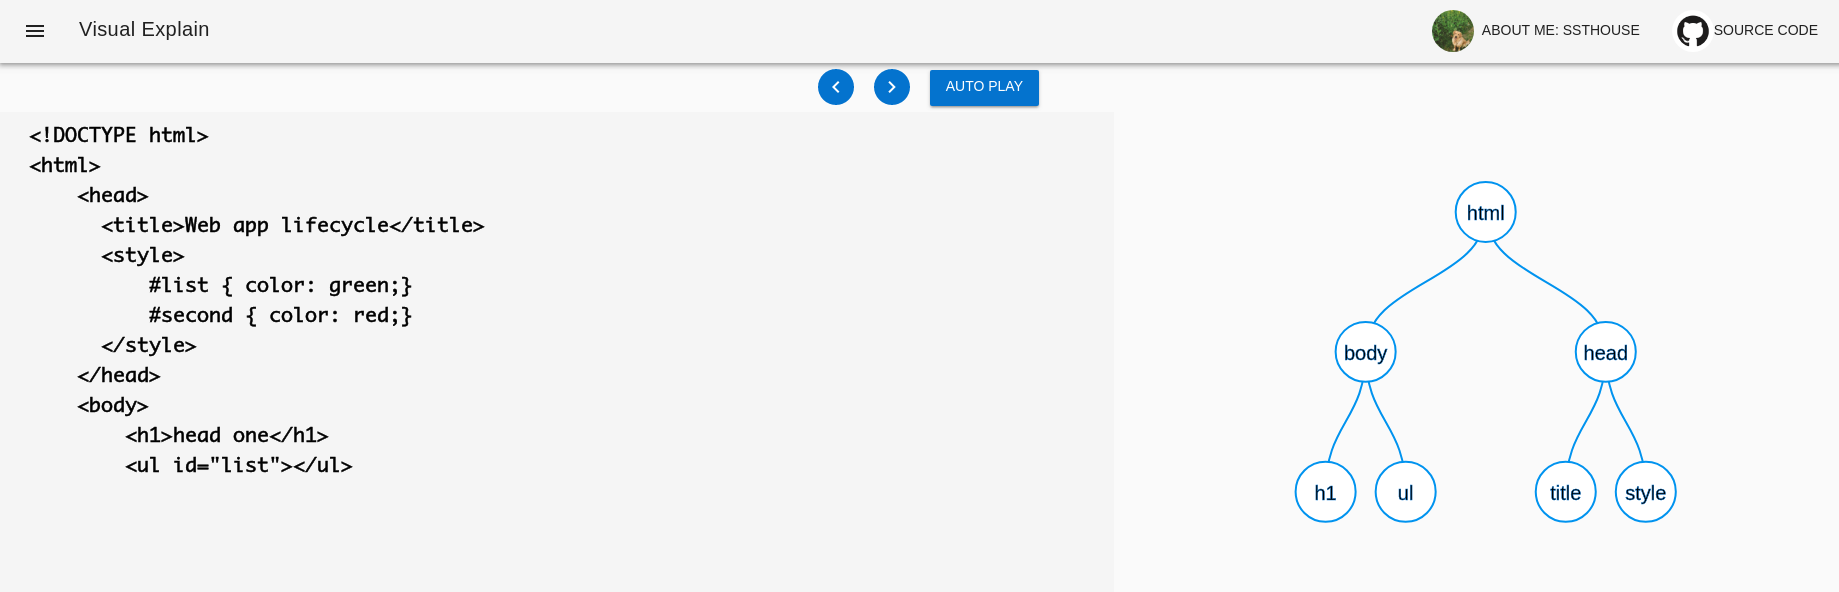 Visual Explain
ABOUT ME: SSTHOUSE
SOURCE CODE
AUTO PLAY
<!DOCTYPE html>
<html>
<head>
<title>Web app lifecycle</title>
<style>
#list { color: green;}
#second { color: red;}
</style>
</head>
<body>
<h1>head one</h1>
<ul id="list"></ul>
html
body
head
h1
ul
title
style